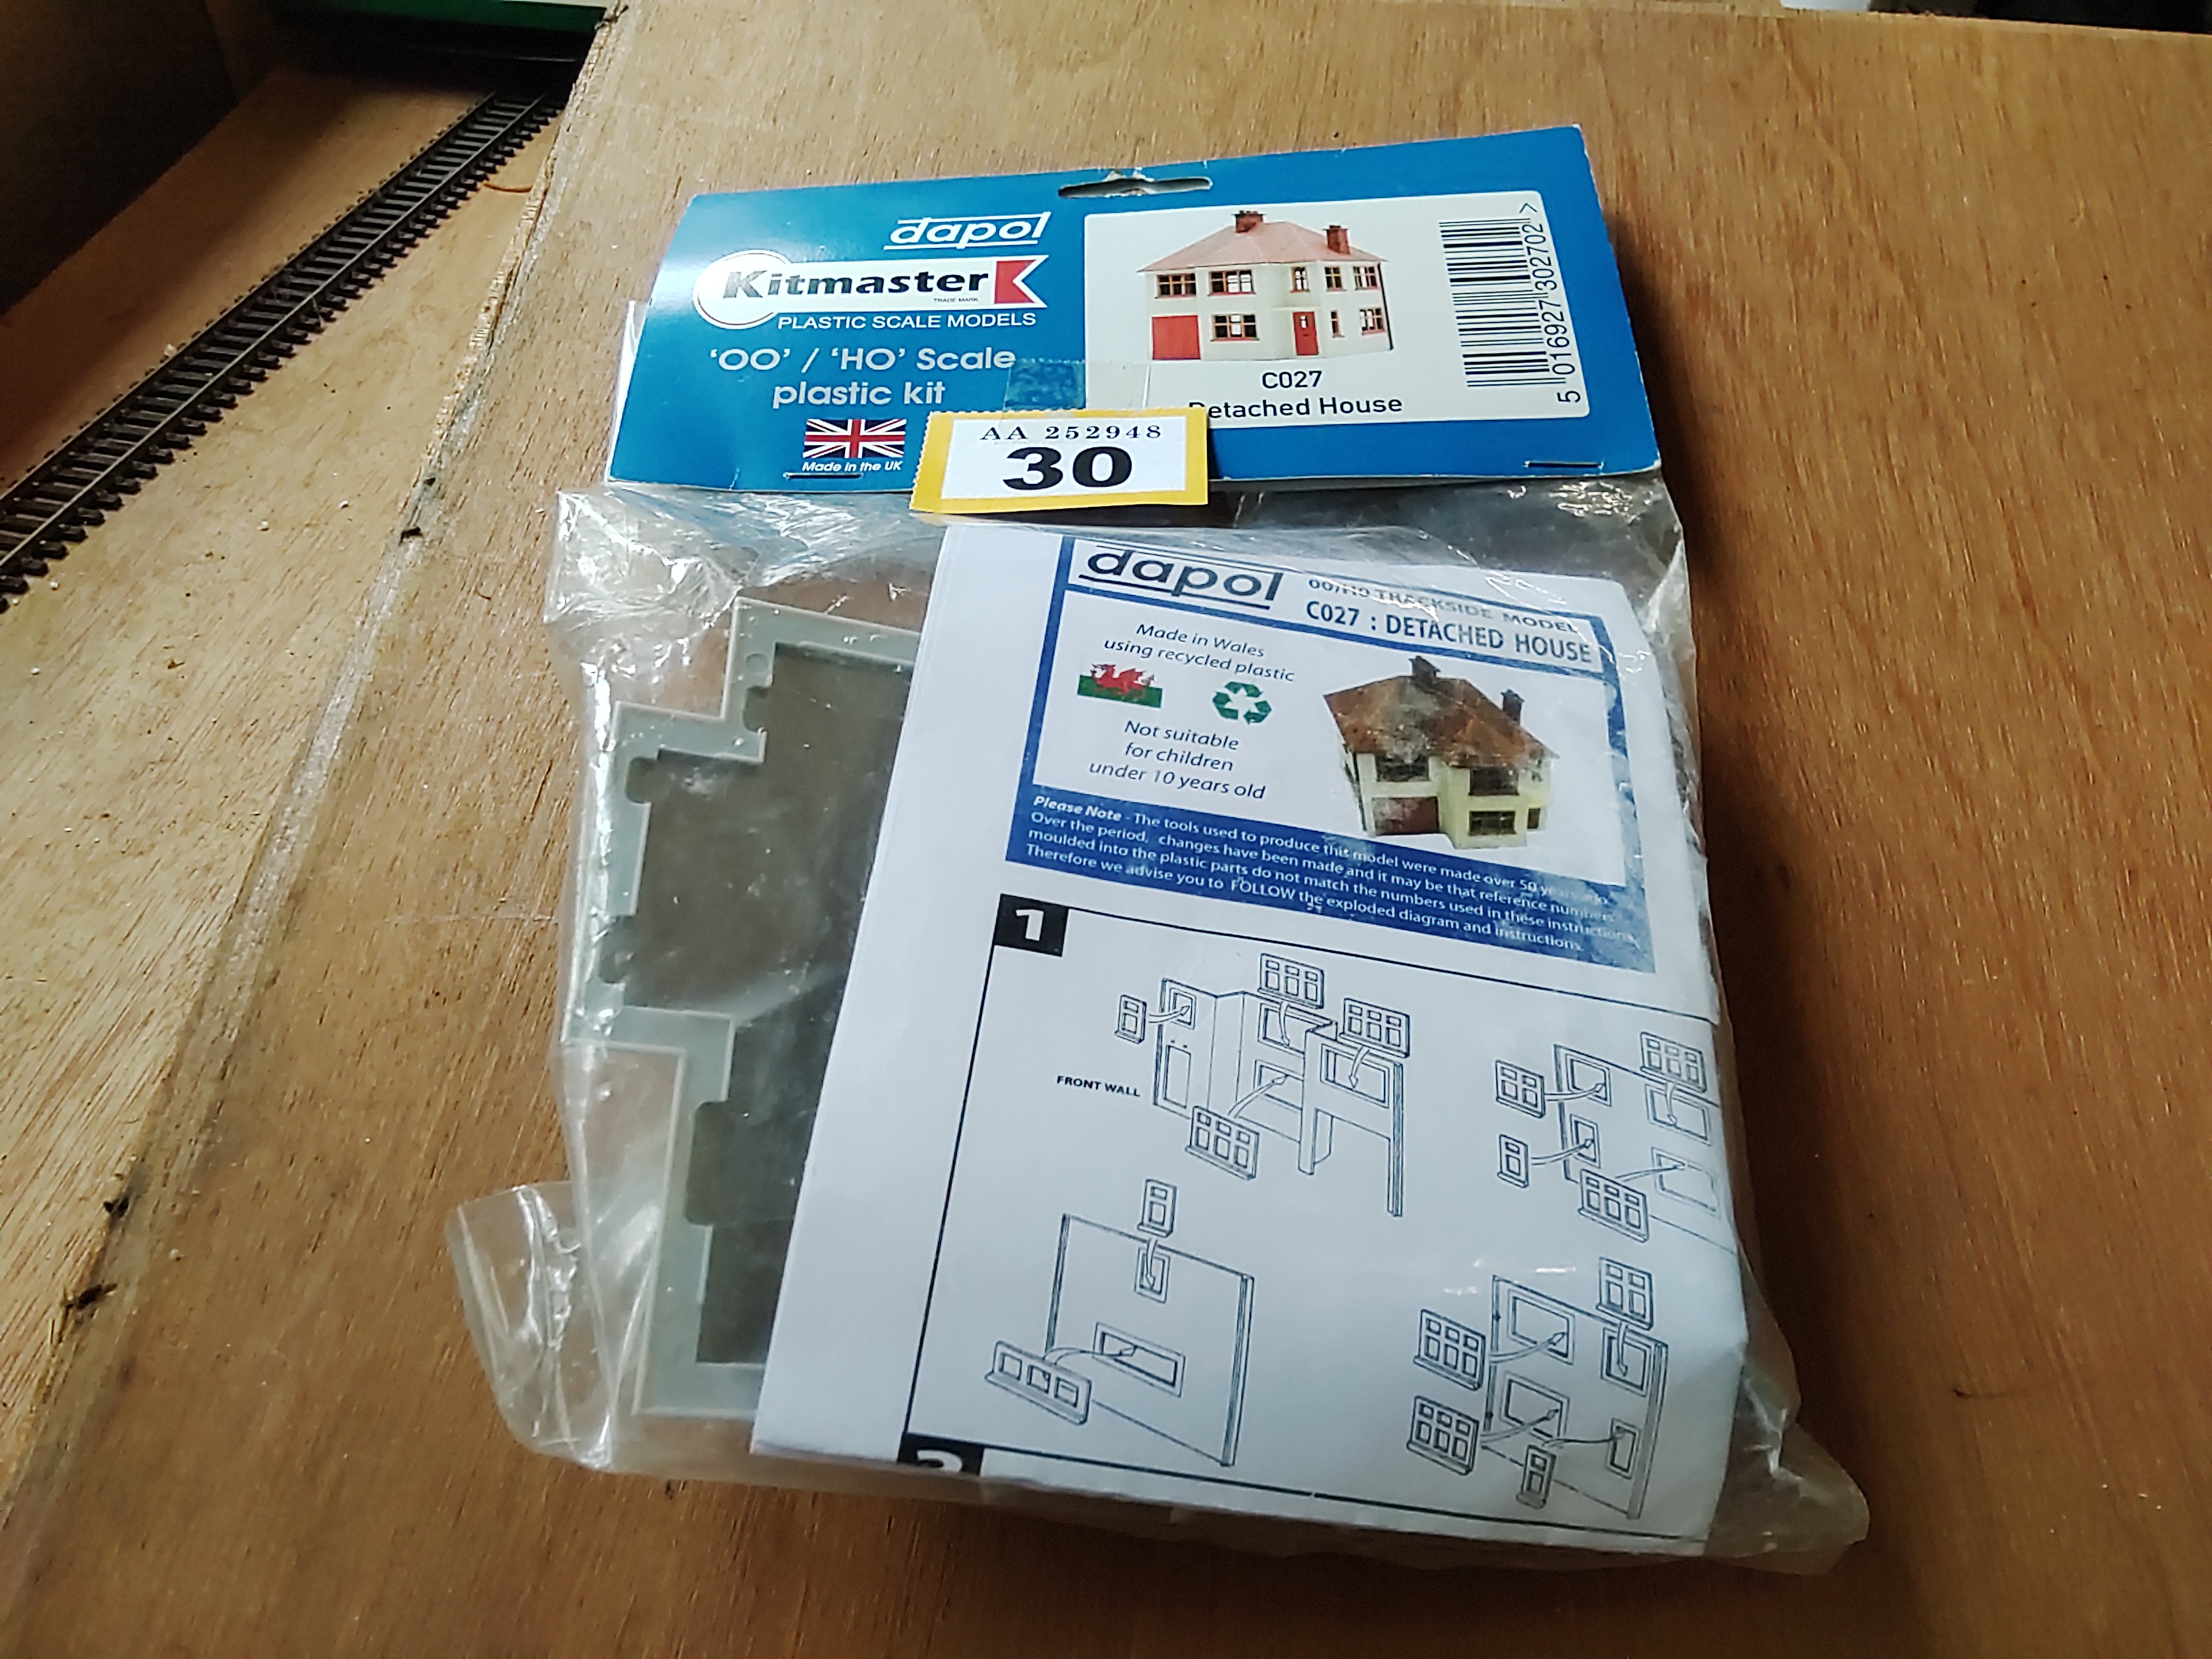 dapol
Kitmaster
TRADE MARK
PLASTIC SCALE MODELS
'OO' / 'HO' Scale
plastic kit
Made in the UK
C027
Detached House
5 016927 302702 >
AA 252948
30
dapol
OO/HO TRACKSIDE MODEL
C027 : DETACHED HOUSE
Made in Wales
using recycled plastic
Not suitable
for children
under 10 years old
Please Note - The tools used to produce this model were made over 50 years
Over the period, changes have been made and it may be that reference numbers
moulded into the plastic parts do not match the numbers used in these instructions.
Therefore we advise you to FOLLOW the exploded diagram and instructions.
1
FRONT WALL
2